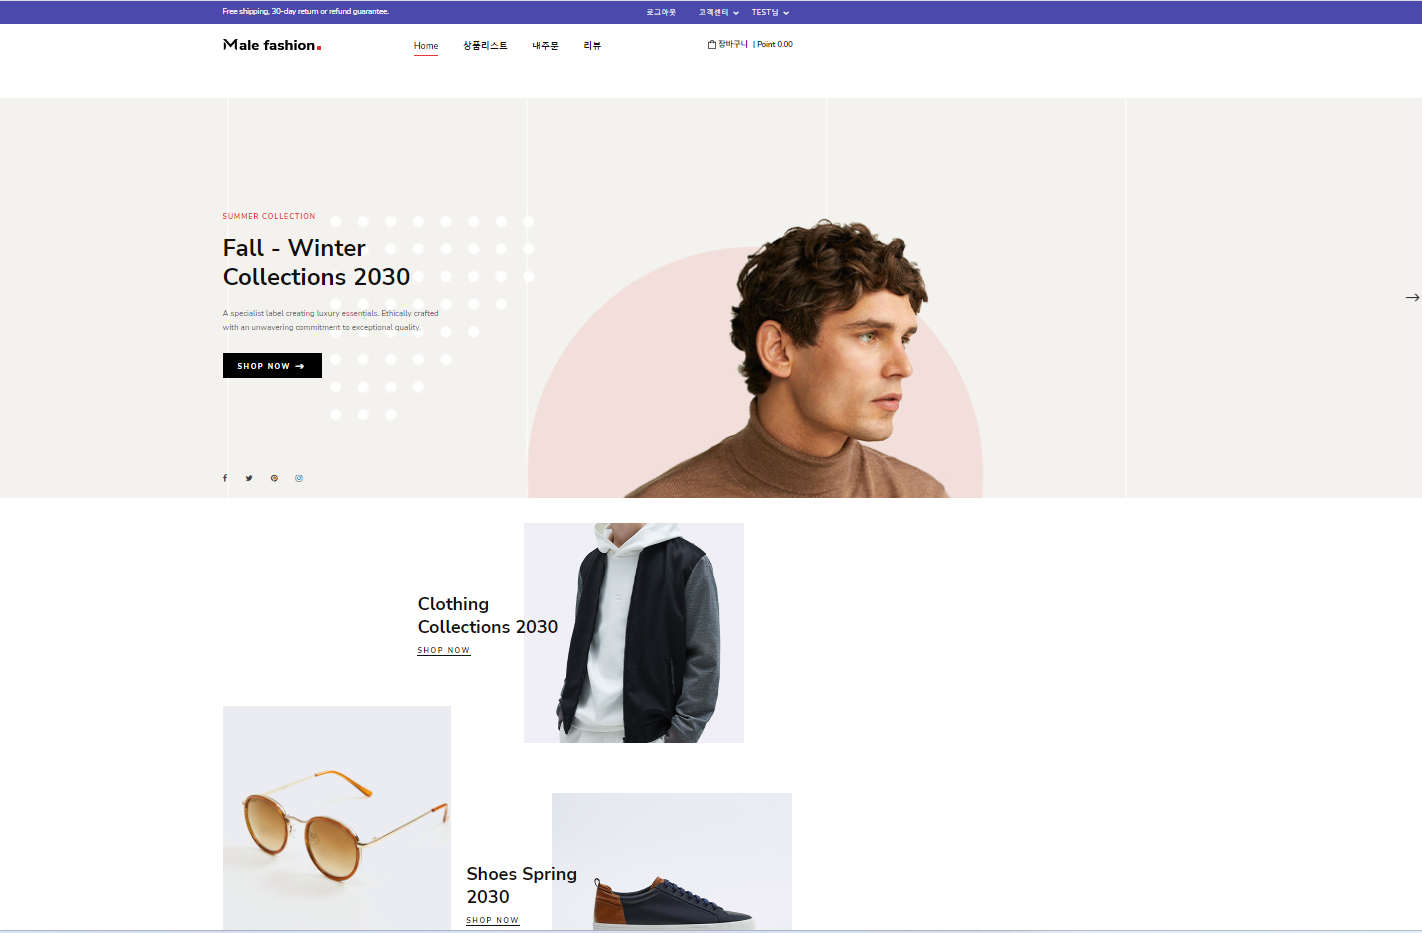 Free shipping, 30-day return or refund guarantee.
로그아웃 고객센터 TEST님
Male fashion.
Home 상품리스트 내주문 리뷰
장바구니 | Point 0.00
SUMMER COLLECTION
Fall - Winter
Collections 2030
A specialist label creating luxury essentials. Ethically crafted
with an unwavering commitment to exceptional quality.
SHOP NOW
Clothing
Collections 2030
SHOP NOW
Shoes Spring
2030
SHOP NOW